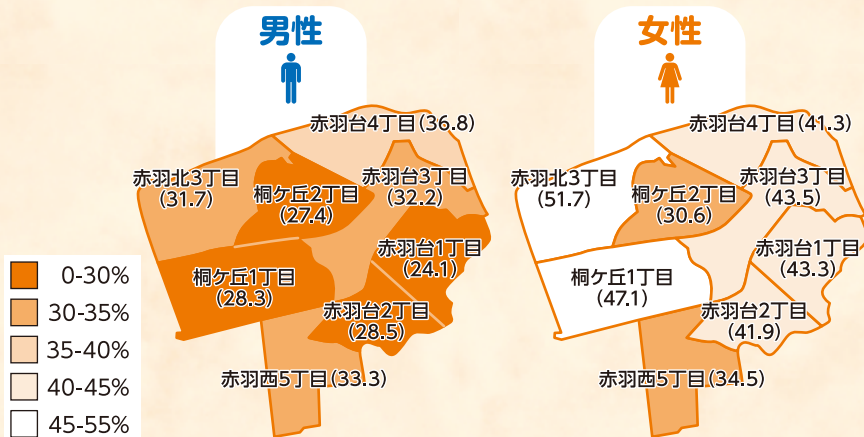 男性
赤羽台4丁目(36.8)
赤羽北3丁目
(31.7)
桐ケ丘2丁目
(27.4)
赤羽台3丁目
(32.2)
赤羽台1丁目
(24.1)
桐ケ丘1丁目
(28.3)
赤羽台2丁目
(28.5)
赤羽西5丁目(33.3)
女性
赤羽台4丁目(41.3)
赤羽北3丁目
(51.7)
桐ケ丘2丁目
(30.6)
赤羽台3丁目
(43.5)
赤羽台1丁目
(43.3)
桐ケ丘1丁目
(47.1)
赤羽台2丁目
(41.9)
赤羽西5丁目(34.5)
0-30%
30-35%
35-40%
40-45%
45-55%